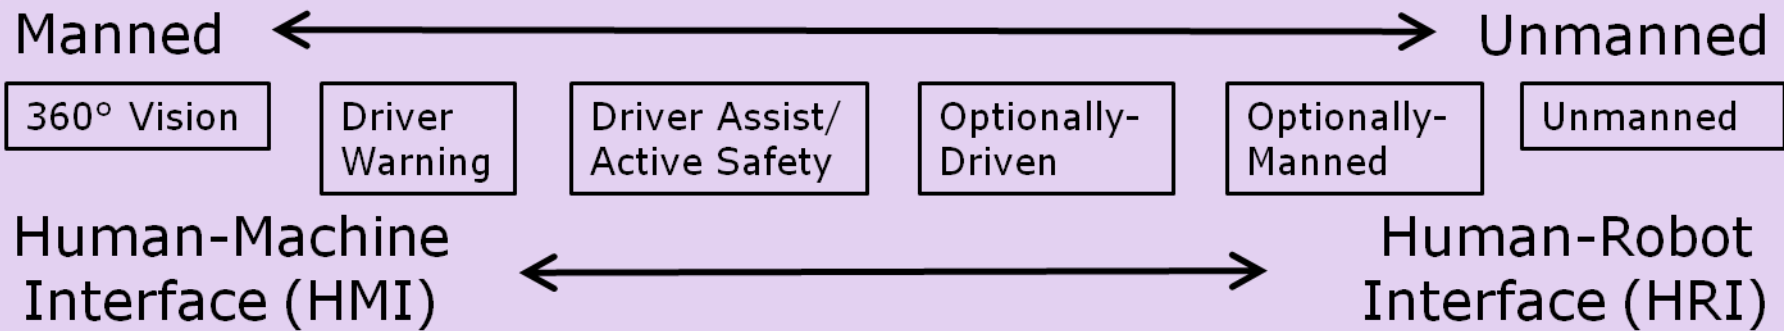 Manned
Unmanned
360° Vision
Driver
Warning
Driver Assist/
Active Safety
Optionally-
Driven
Optionally-
Manned
Unmanned
Human-Machine
Interface (HMI)
Human-Robot
Interface (HRI)